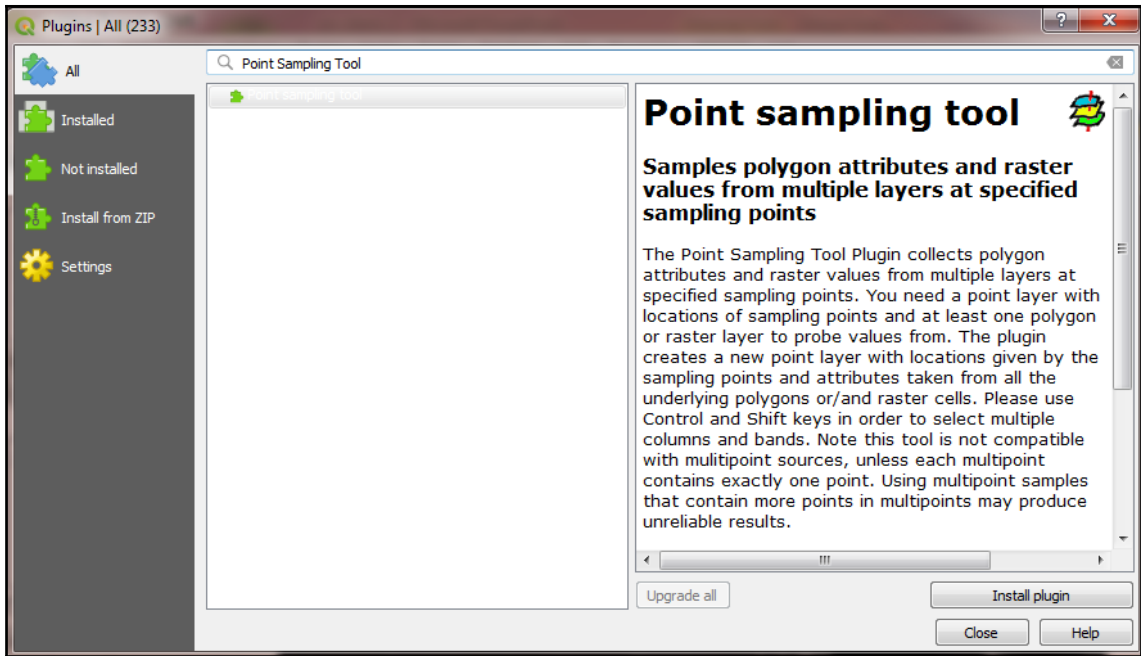 Plugins | All (233)
All
Installed
Not installed
Install from ZIP
Settings
Point Sampling Tool
Point sampling tool
Point sampling tool
Samples polygon attributes and raster
values from multiple layers at specified
sampling points
The Point Sampling Tool Plugin collects polygon
attributes and raster values from multiple layers at
specified sampling points. You need a point layer with
locations of sampling points and at least one polygon
or raster layer to probe values from. The plugin
creates a new point layer with locations given by the
sampling points and attributes taken from all the
underlying polygons or/and raster cells. Please use
Control and Shift keys in order to select multiple
columns and bands. Note this tool is not compatible
with mulitipoint sources, unless each multipoint
contains exactly one point. Using multipoint samples
that contain more points in multipoints may produce
unreliable results.
Upgrade all
Install plugin
Close
Help